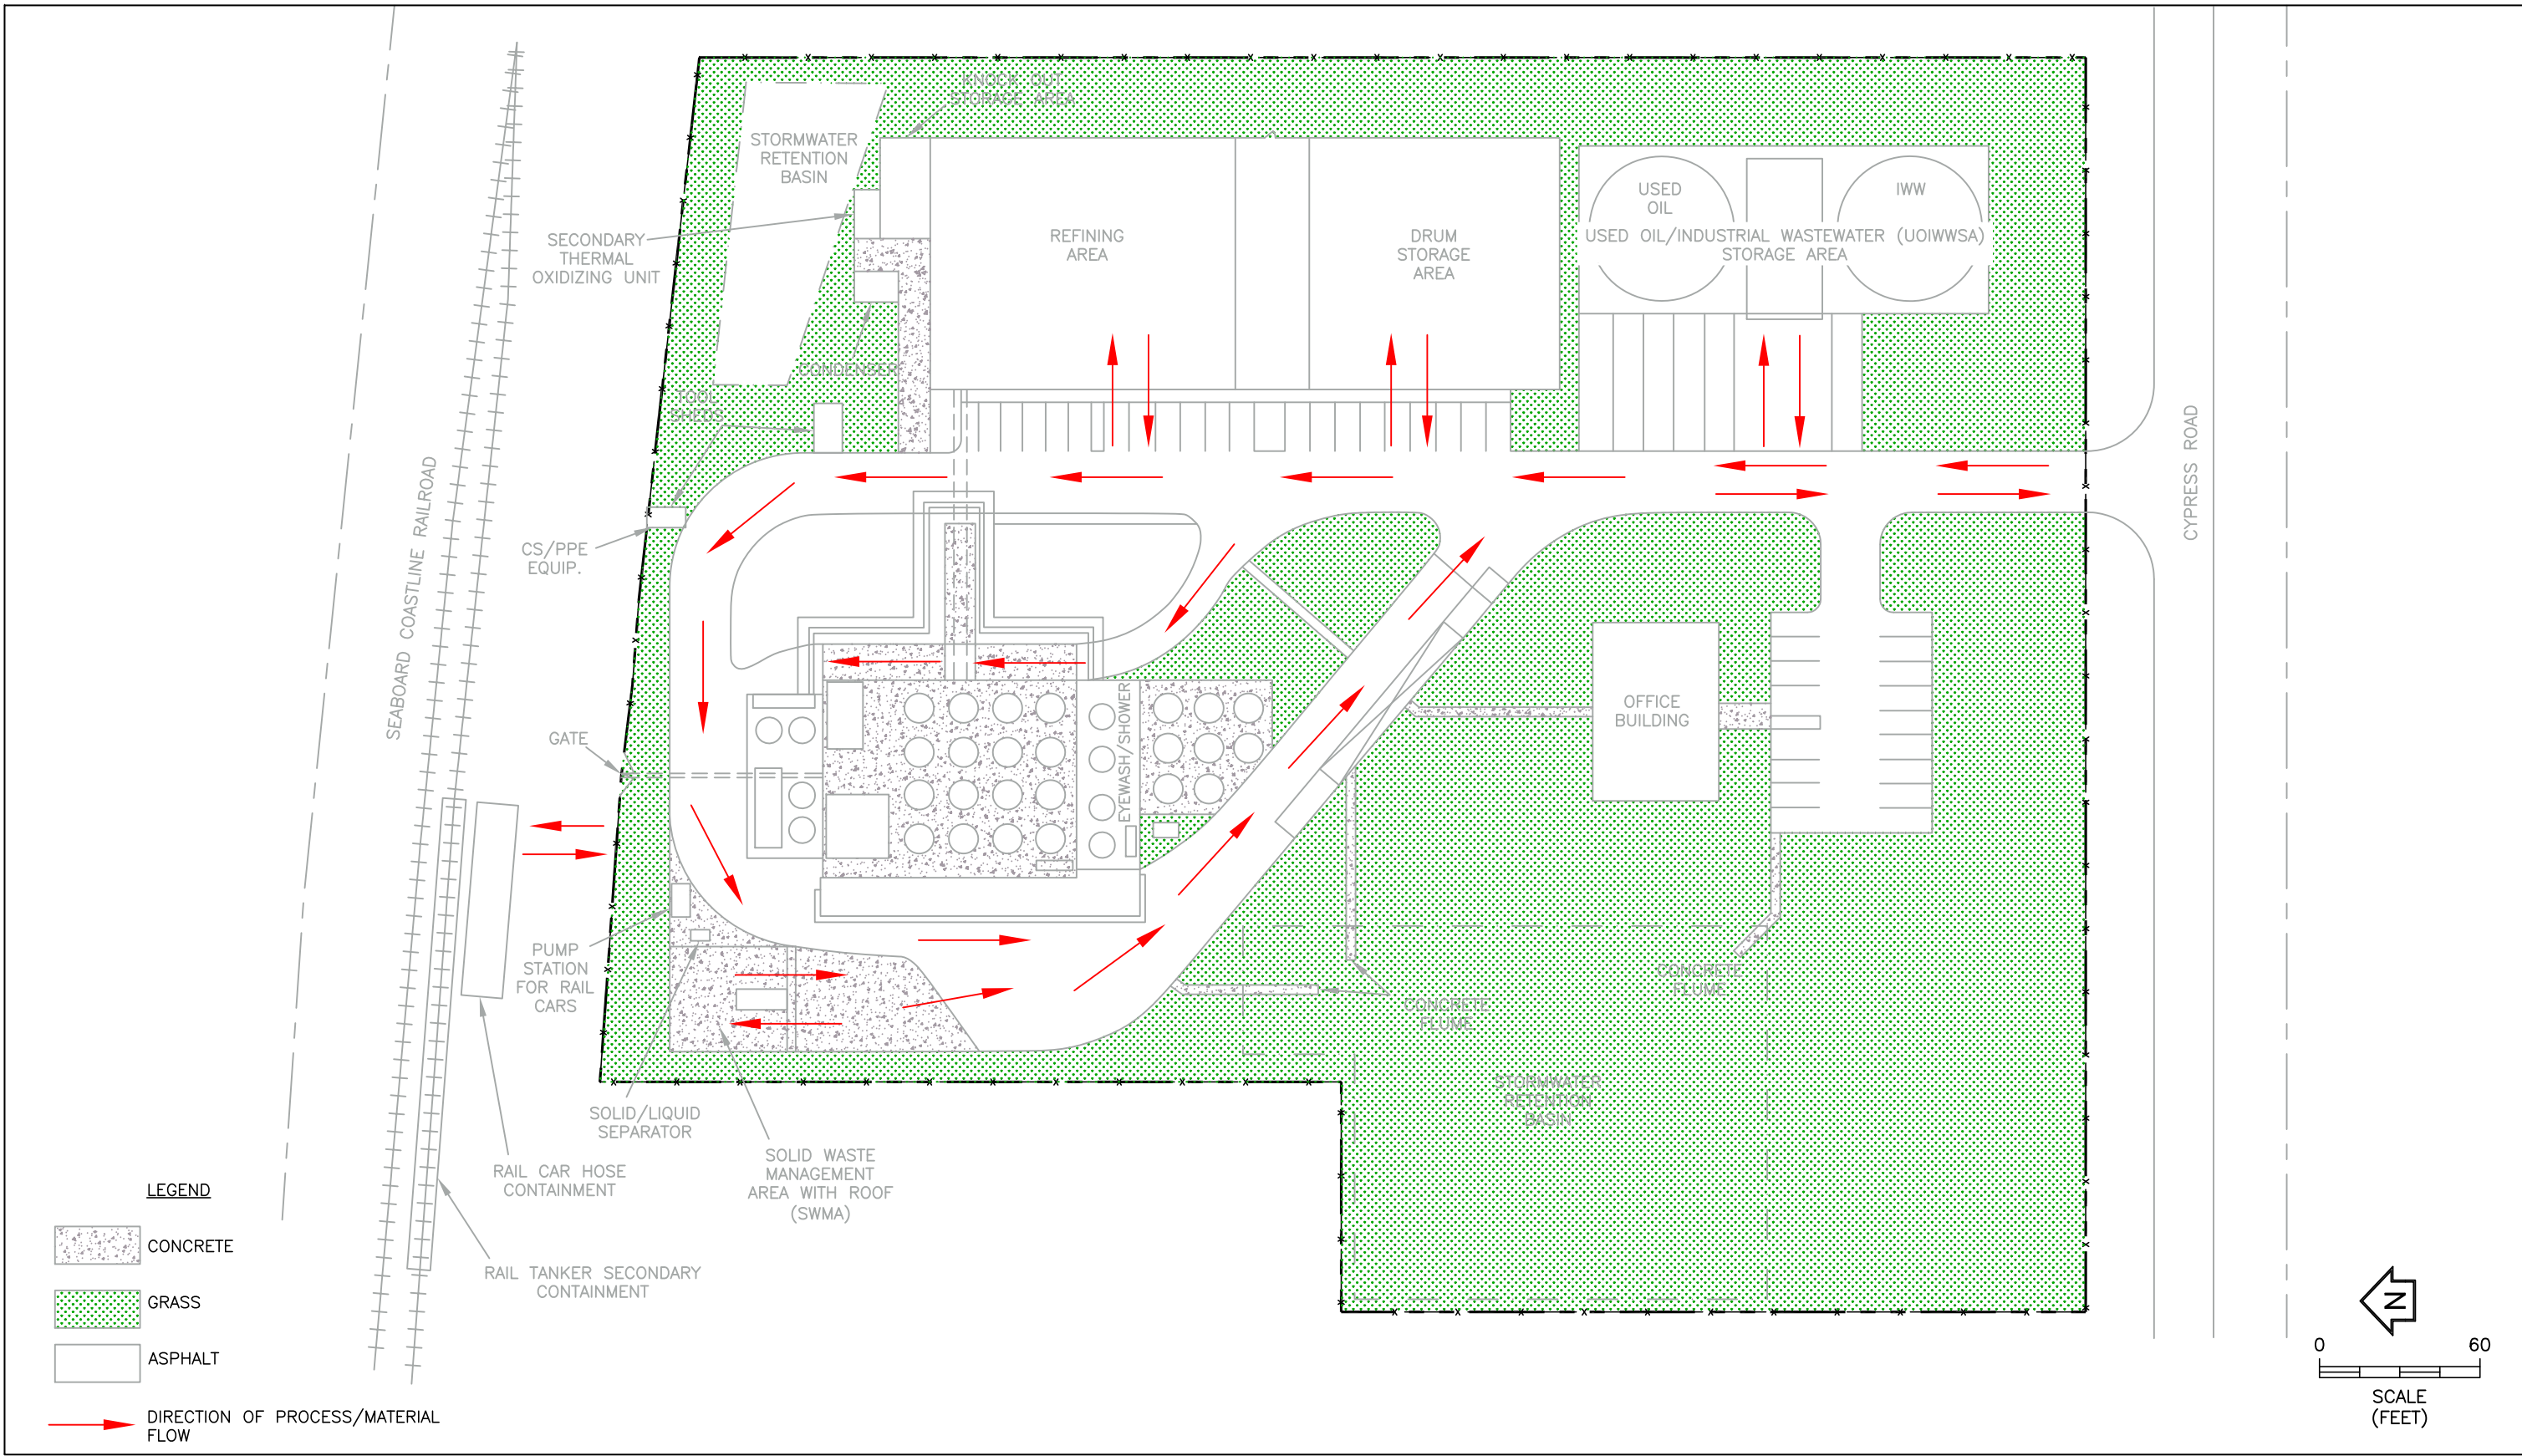 KNOCK OUT
STORAGE AREA
STORMWATER
RETENTION
BASIN
SECONDARY
THERMAL
OXIDIZING UNIT
REFINING
AREA
DRUM
STORAGE
AREA
USED
OIL
IWW
USED OIL/INDUSTRIAL WASTEWATER (UOIWWSA)
STORAGE AREA
CONDENSER
TOOL
SHEDS
CS/PPE
EQUIP.
SEABOARD COASTLINE RAILROAD
CYPRESS ROAD
GATE
EYEWASH/SHOWER
OFFICE
BUILDING
PUMP
STATION
FOR RAIL
CARS
CONCRETE
FLUME
CONCRETE
FLUME
STORMWATER
RETENTION
BASIN
SOLID/LIQUID
SEPARATOR
RAIL CAR HOSE
CONTAINMENT
SOLID WASTE
MANAGEMENT
AREA WITH ROOF
(SWMA)
RAIL TANKER SECONDARY
CONTAINMENT
LEGEND
CONCRETE
GRASS
ASPHALT
DIRECTION OF PROCESS/MATERIAL
FLOW
N
0 60
SCALE
(FEET)